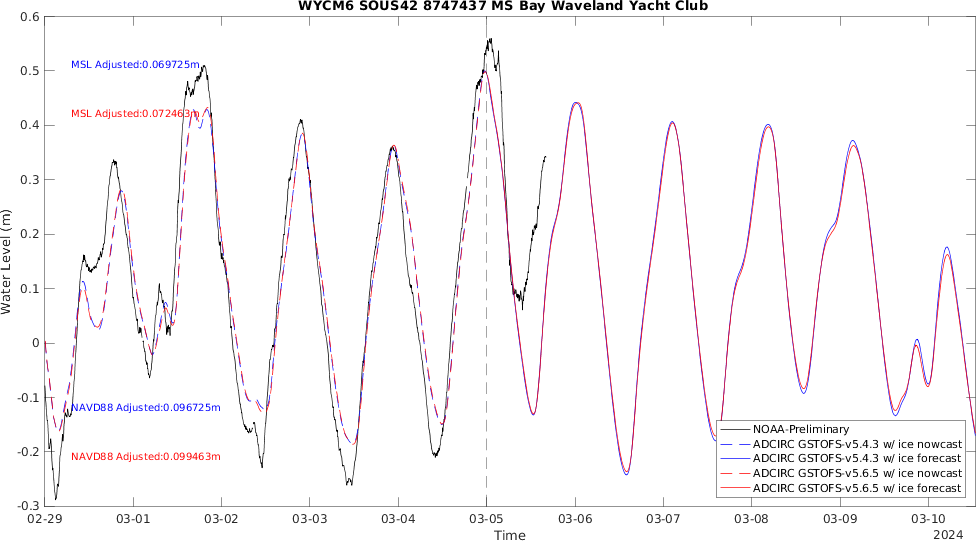 WYCM6 SOUS42 8747437 MS Bay Waveland Yacht Club
0.6
0.5
0.4
0.3
0.2
0.1
0
-0.1
-0.2
-0.3
Water Level (m)
MSL Adjusted:0.069725m
MSL Adjusted:0.072463m
NAVD88 Adjusted:0.096725m
NAVD88 Adjusted:0.099463m
NOAA-Preliminary
ADCIRC GSTOFS-v5.4.3 w/ ice nowcast
ADCIRC GSTOFS-v5.4.3 w/ ice forecast
ADCIRC GSTOFS-v5.6.5 w/ ice nowcast
ADCIRC GSTOFS-v5.6.5 w/ ice forecast
02-29 03-01 03-02 03-03 03-04 03-05 03-06 03-07 03-08 03-09 03-10
Time
2024